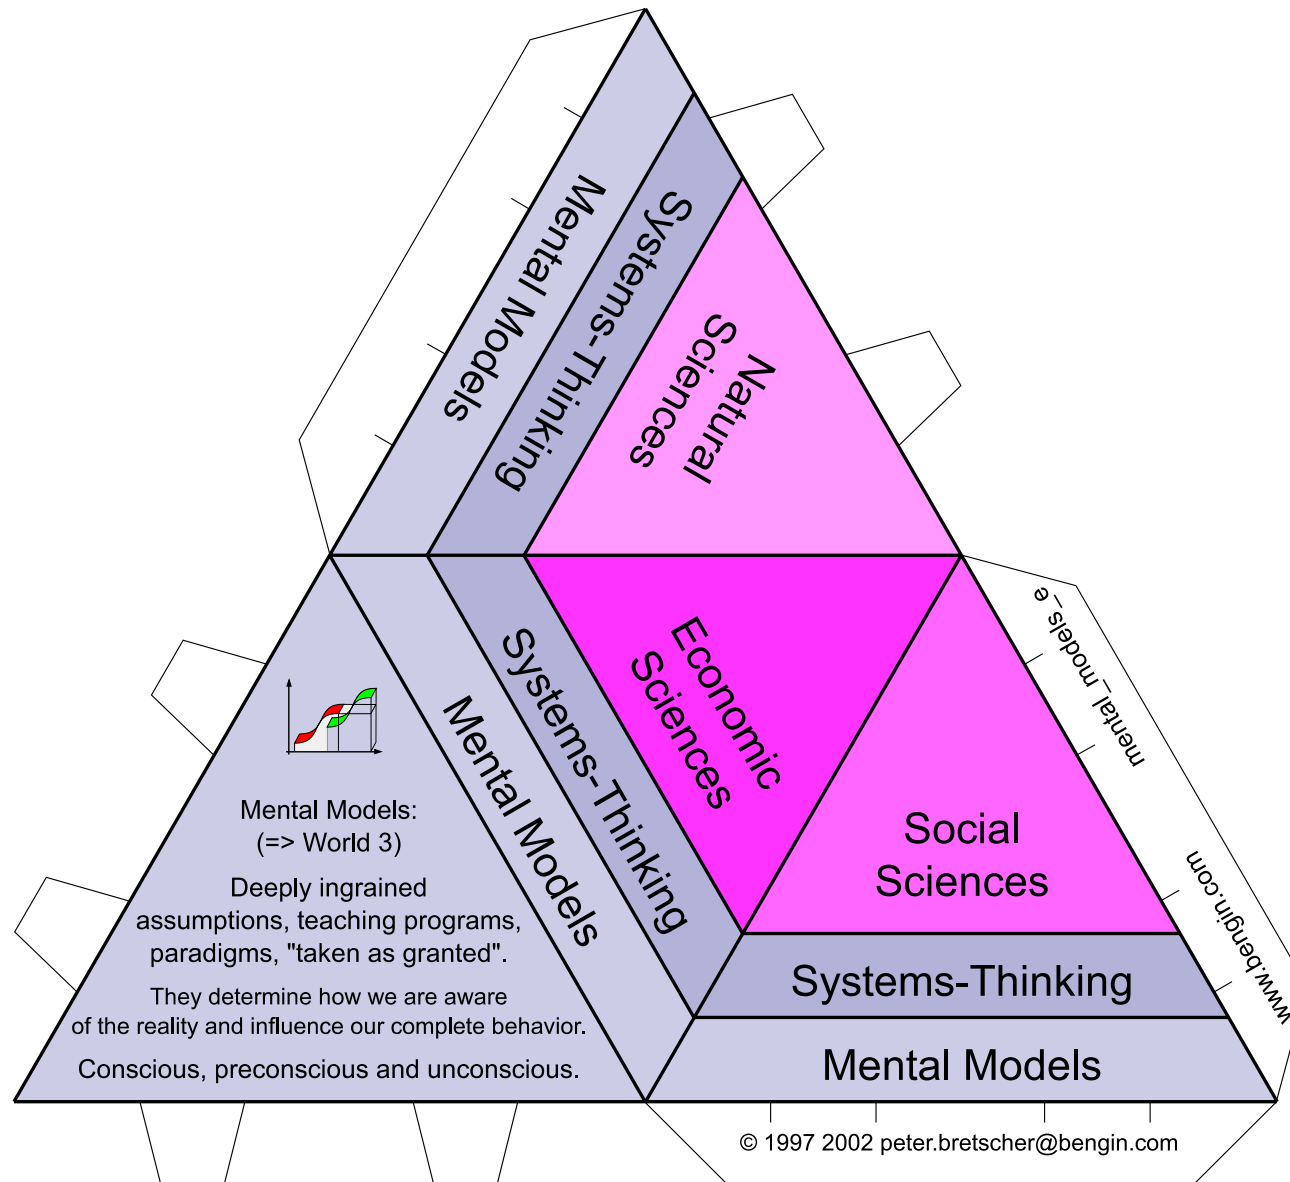 Mental Models
Systems-Thinking
Natural
Sciences
Economic
Sciences
Systems-Thinking
Mental Models
Social
Sciences
Systems-Thinking
Mental Models
mental_models_e
www.bengin.com
Mental Models:
(=> World 3)
Deeply ingrained
assumptions, teaching programs,
paradigms, "taken as granted".
They determine how we are aware
of the reality and influence our complete behavior.
Conscious, preconscious and unconscious.
© 1997 2002 peter.bretscher@bengin.com